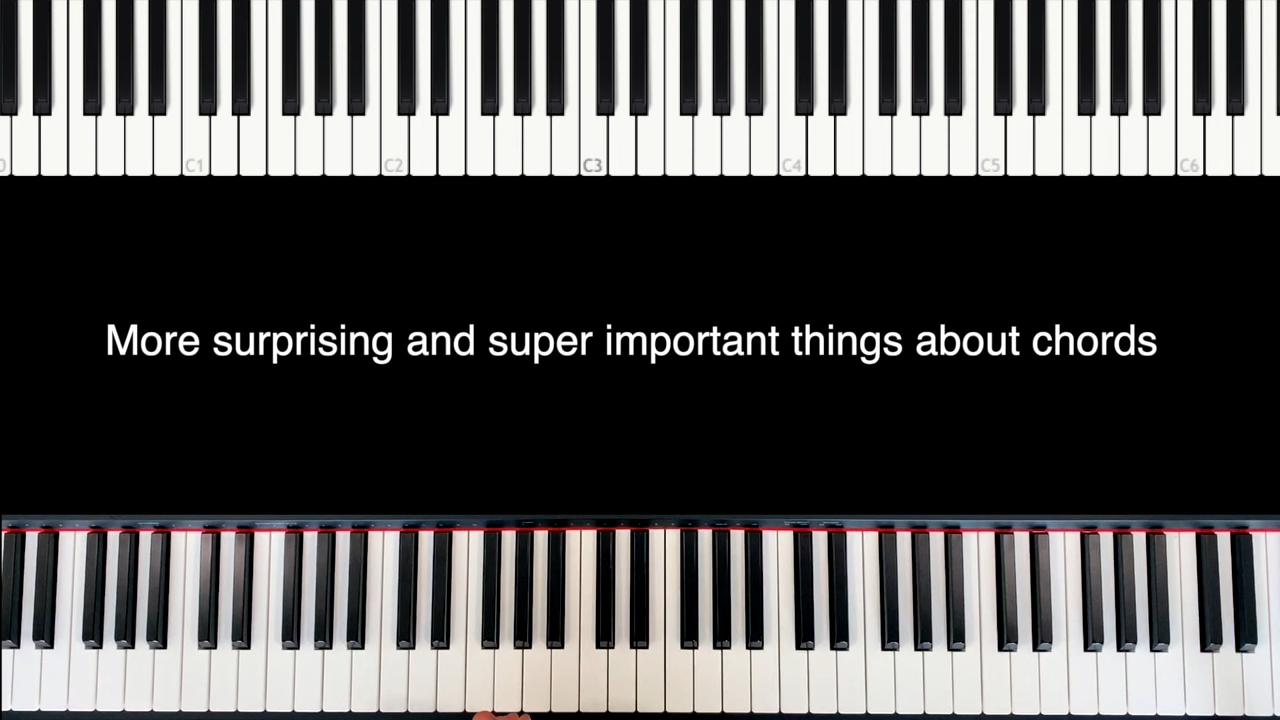 C1 C2 C3 C4 C5 C6
More surprising and super important things about chords